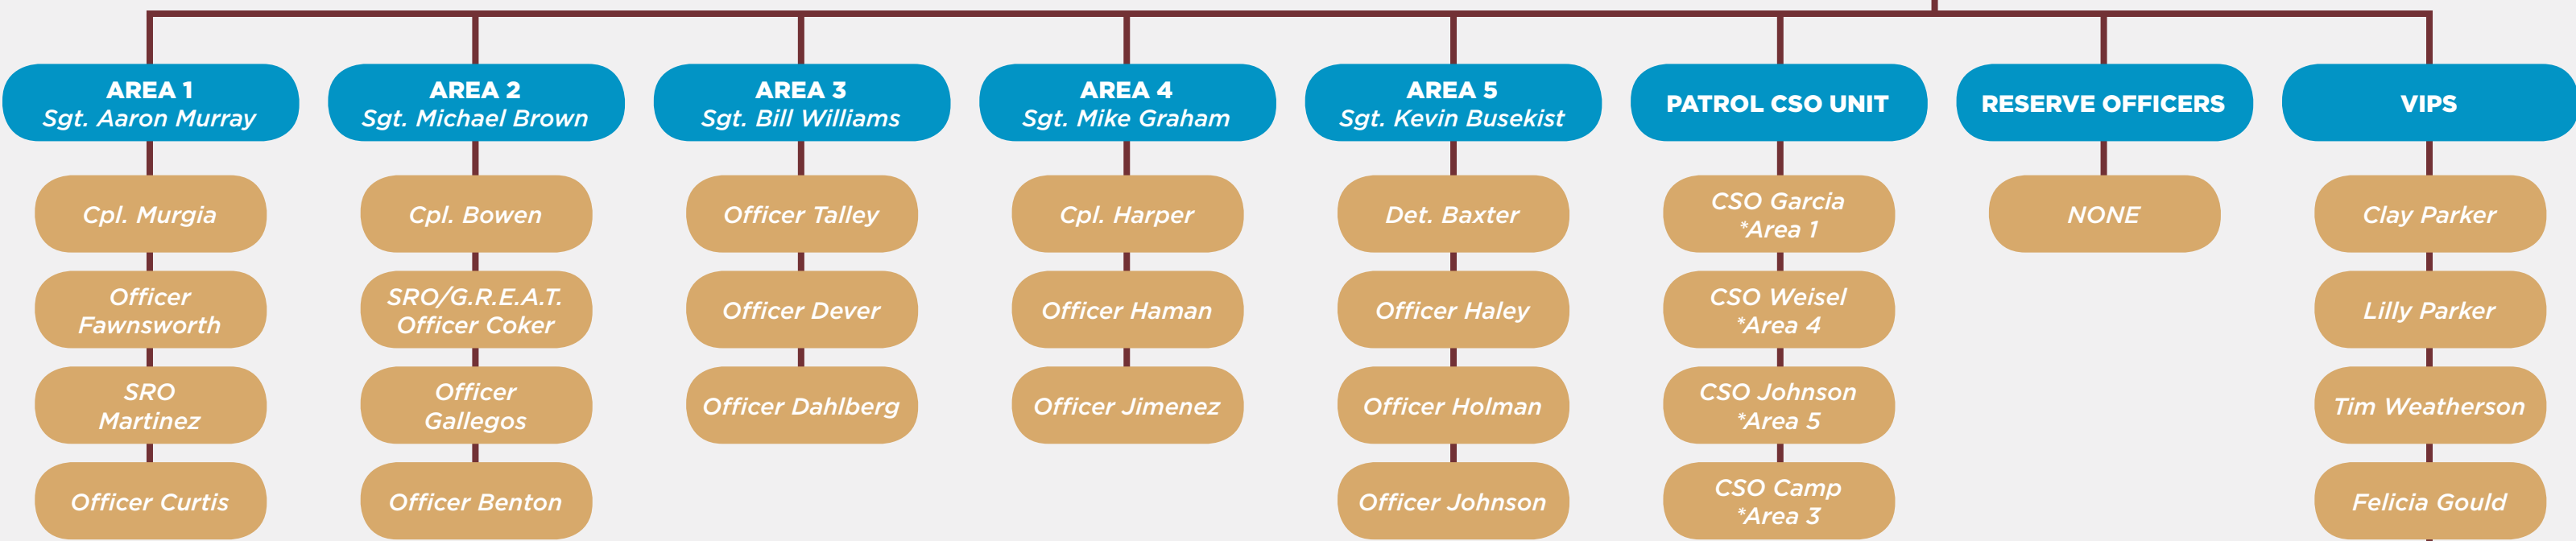 AREA 1
Sgt. Aaron Murray
AREA 2
Sgt. Michael Brown
AREA 3
Sgt. Bill Williams
AREA 4
Sgt. Mike Graham
AREA 5
Sgt. Kevin Busekist
PATROL CSO UNIT
RESERVE OFFICERS
VIPS
Cpl. Murgia
Officer
Fawnsworth
SRO
Martinez
Officer Curtis
Cpl. Bowen
SRO/G.R.E.A.T.
Officer Coker
Officer
Gallegos
Officer Benton
Officer Talley
Officer Dever
Officer Dahlberg
Cpl. Harper
Officer Haman
Officer Jimenez
Det. Baxter
Officer Haley
Officer Holman
Officer Johnson
CSO Garcia
*Area 1
CSO Weisel
*Area 4
CSO Johnson
*Area 5
CSO Camp
*Area 3
NONE
Clay Parker
Lilly Parker
Tim Weatherson
Felicia Gould